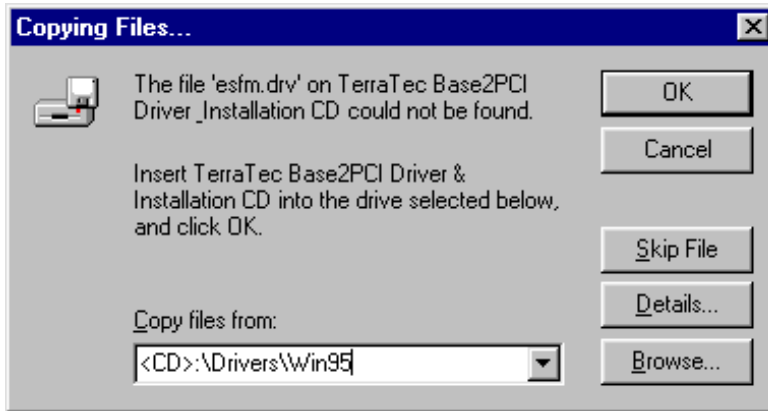 Copying Files...
The file 'esfm.drv' on TerraTec Base2PCI
Driver _Installation CD could not be found.
Insert TerraTec Base2PCI Driver &
Installation CD into the drive selected below,
and click OK.
Copy files from:
<CD>:\Drivers\Win95
OK
Cancel
Skip File
Details...
Browse...